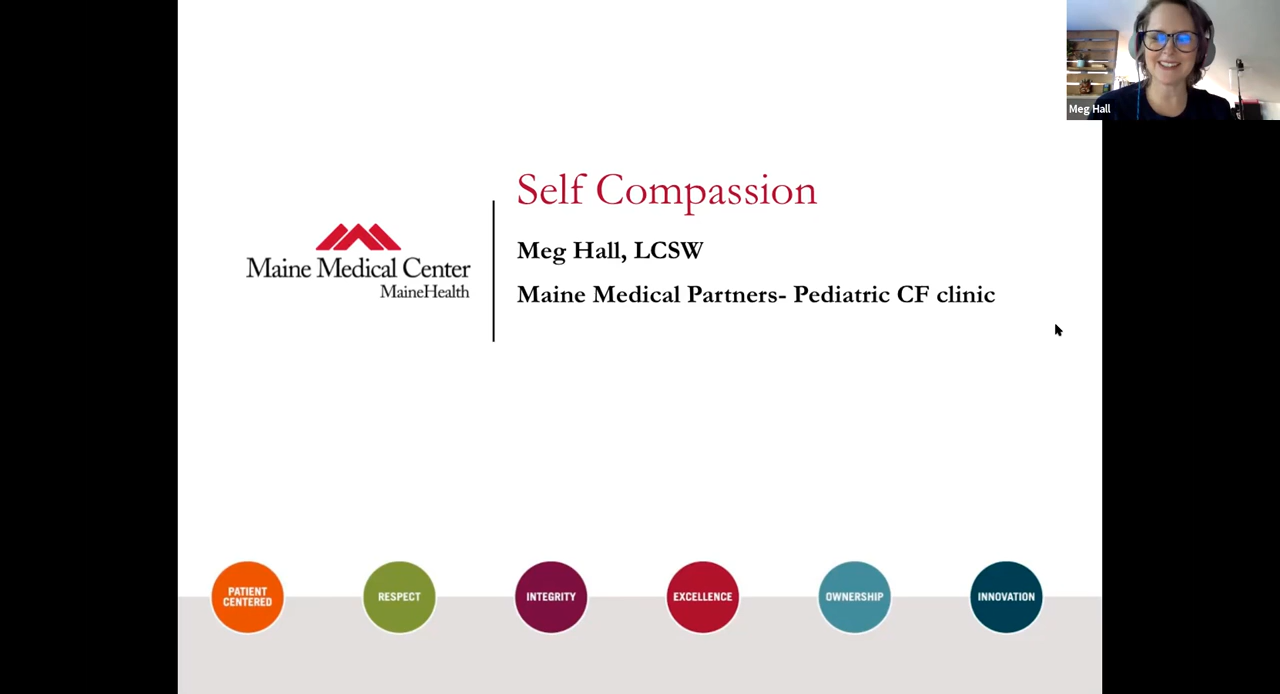 Meg Hall
Self Compassion
Maine Medical Center
MaineHealth
Meg Hall, LCSW
Maine Medical Partners- Pediatric CF clinic
PATIENT
CENTERED
RESPECT
INTEGRITY
EXCELLENCE
OWNERSHIP
INNOVATION